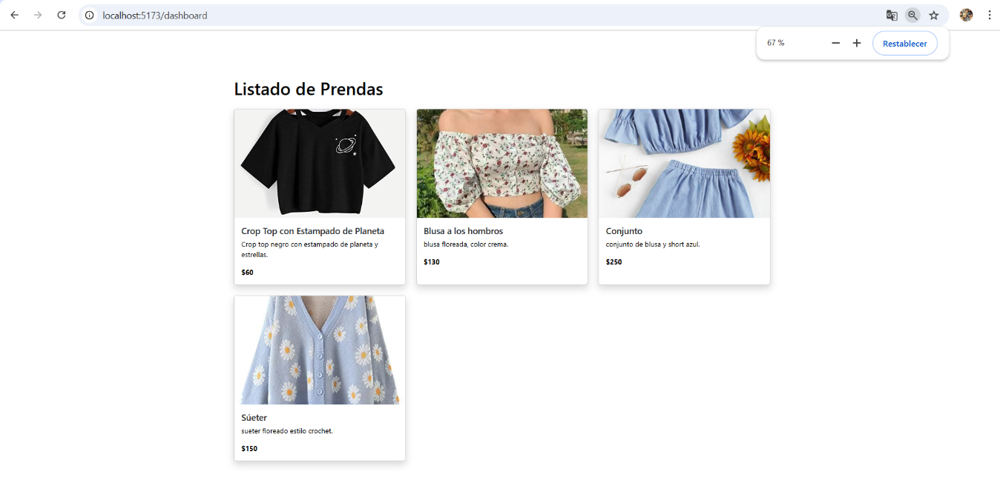 localhost:5173/dashboard
67 %
Restablecer
Listado de Prendas
Crop Top con Estampado de Planeta
Crop top negro con estampado de planeta y
estrellas.
$60
Blusa a los hombros
blusa floreada, color crema.
$130
Conjunto
conjunto de blusa y short azul.
$250
Súeter
sueter floreado estilo crochet.
$150